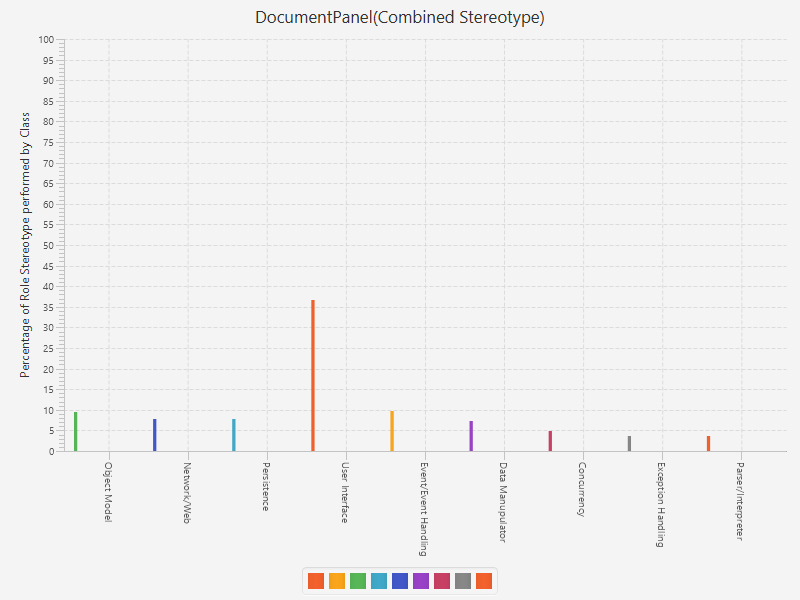 DocumentPanel(Combined Stereotype)
Percentage of Role Stereotype performed by Class
100
95
90
85
80
75
70
65
60
55
50
45
40
35
30
25
20
15
10
5
0
Object Model
Network/Web
Persistence
User Interface
Event/Event Handling
Data Manupulator
Concurrency
Exception Handling
Parser/Interpreter